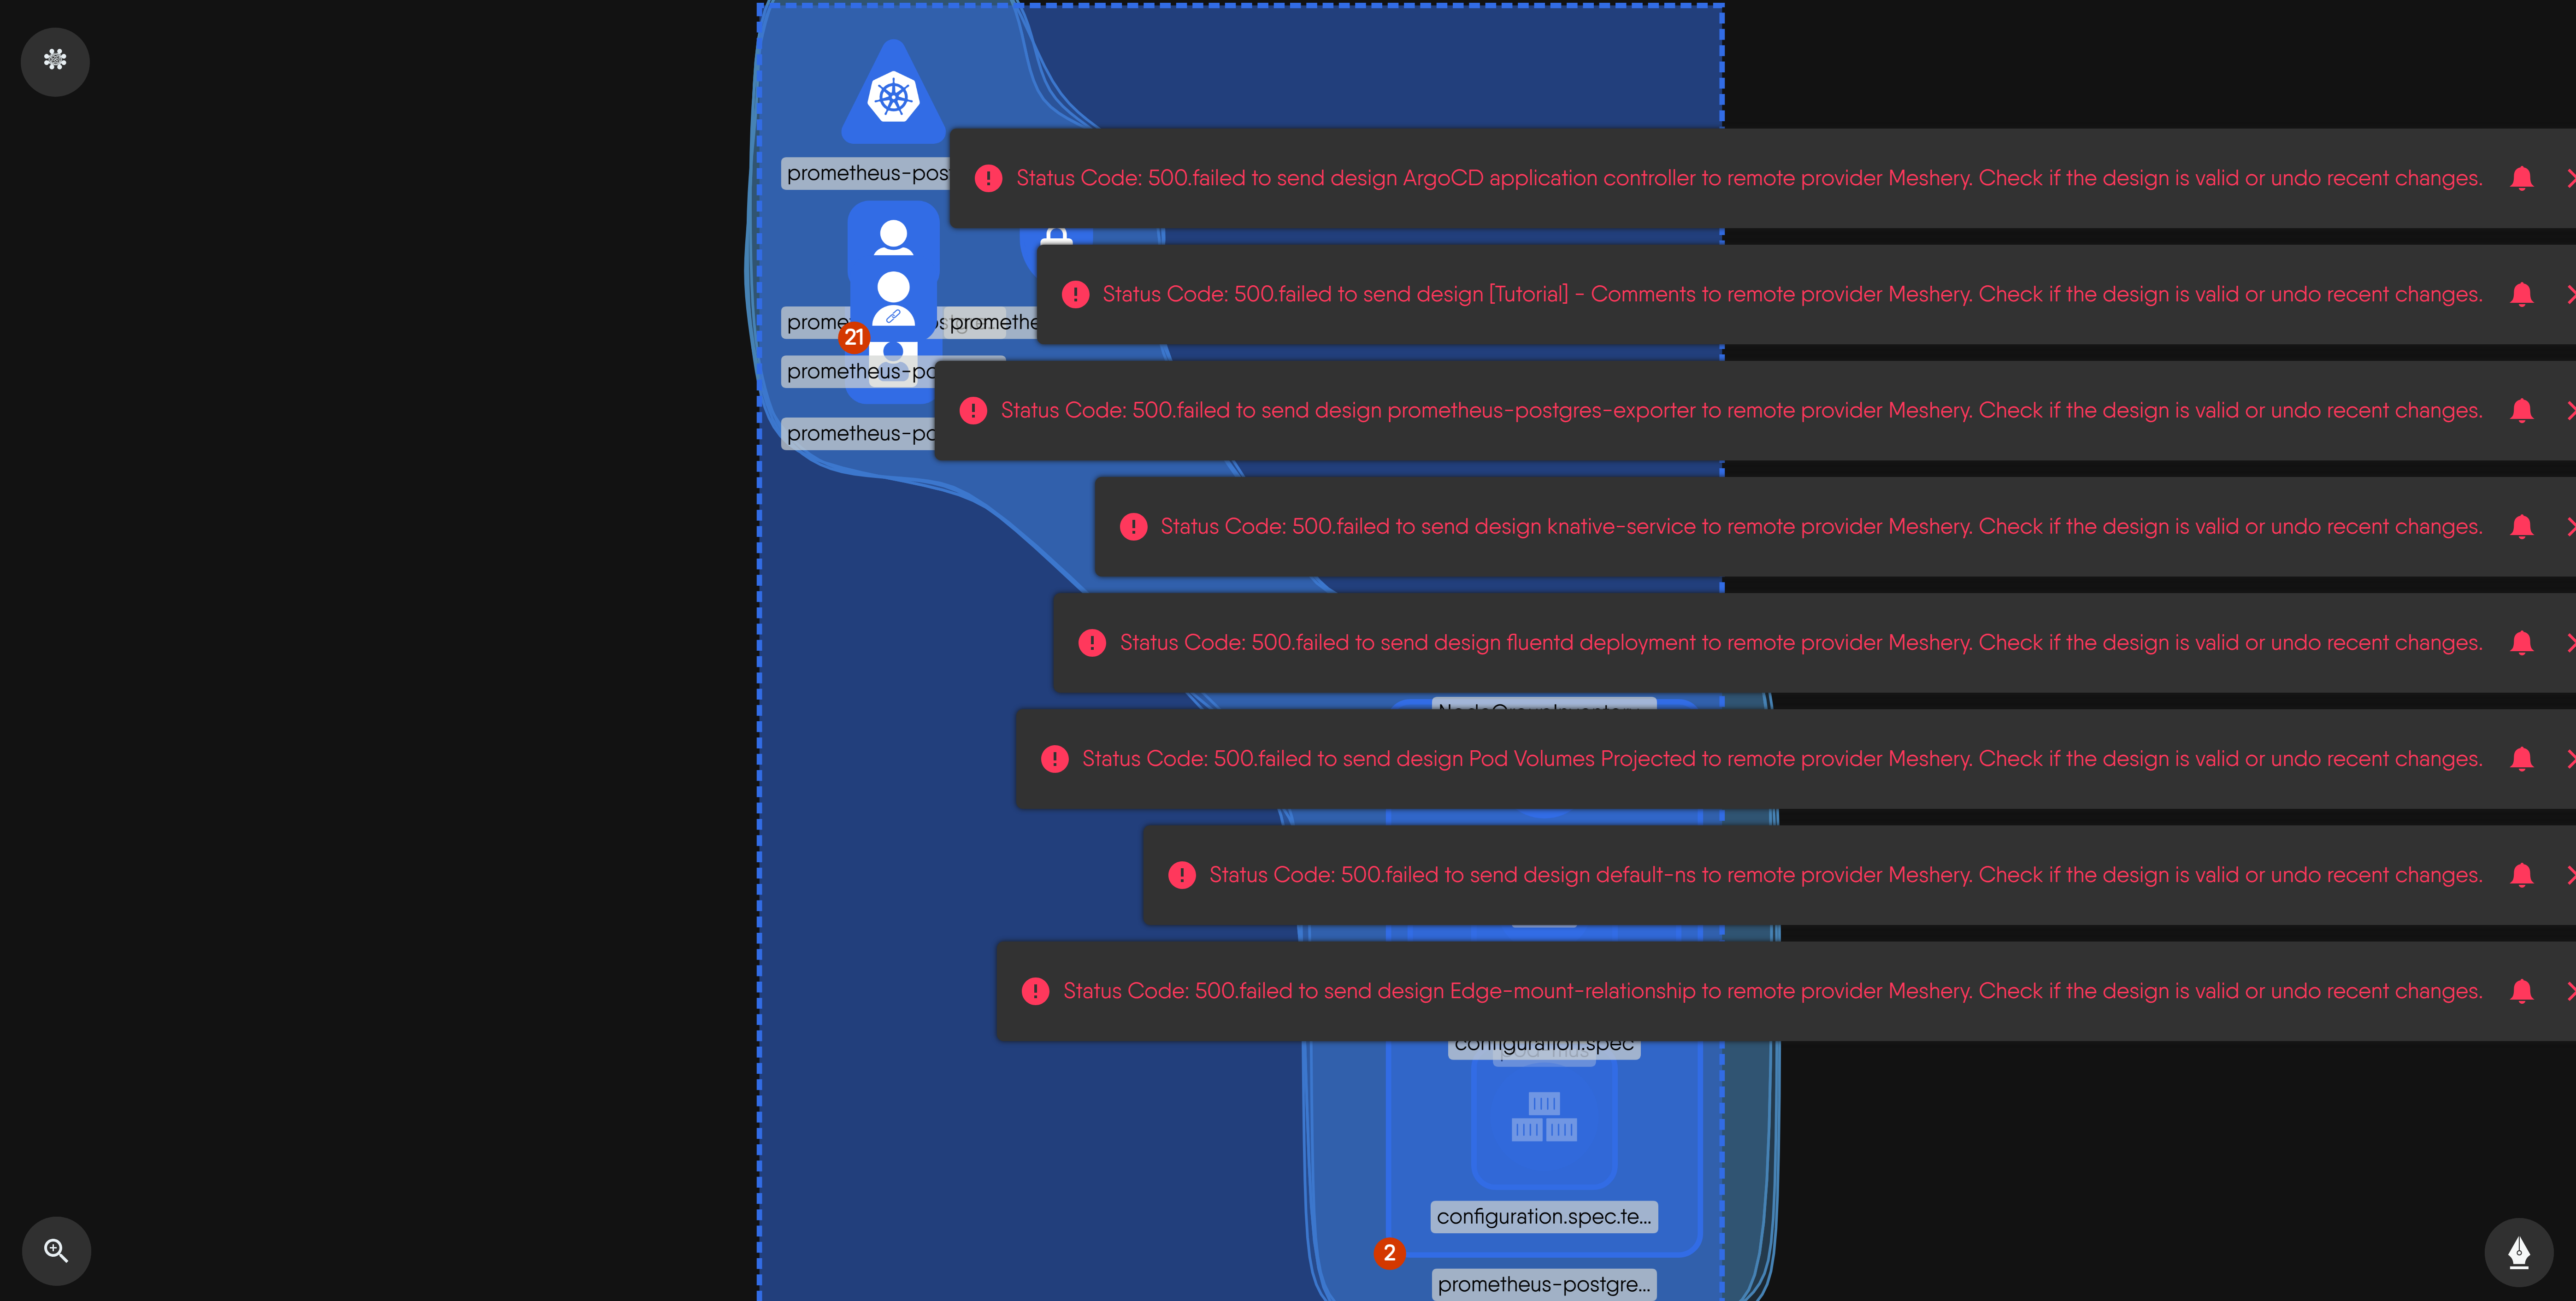 prometheus-pos
Status Code: 500.failed to send design ArgoCD application controller to remote provider Meshery. Check if the design is valid or undo recent changes.
Status Code: 500.failed to send design [Tutorial] - Comments to remote provider Meshery. Check if the design is valid or undo recent changes.
prome
prometheu
21
prometheus-po
Status Code: 500.failed to send design prometheus-postgres-exporter to remote provider Meshery. Check if the design is valid or undo recent changes.
prometheus-po
Status Code: 500.failed to send design knative-service to remote provider Meshery. Check if the design is valid or undo recent changes.
Status Code: 500.failed to send design fluentd deployment to remote provider Meshery. Check if the design is valid or undo recent changes.
Status Code: 500.failed to send design Pod Volumes Projected to remote provider Meshery. Check if the design is valid or undo recent changes.
Status Code: 500.failed to send design default-ns to remote provider Meshery. Check if the design is valid or undo recent changes.
Status Code: 500.failed to send design Edge-mount-relationship to remote provider Meshery. Check if the design is valid or undo recent changes.
configuration.spec
configuration.spec.te...
2
prometheus-postgre...